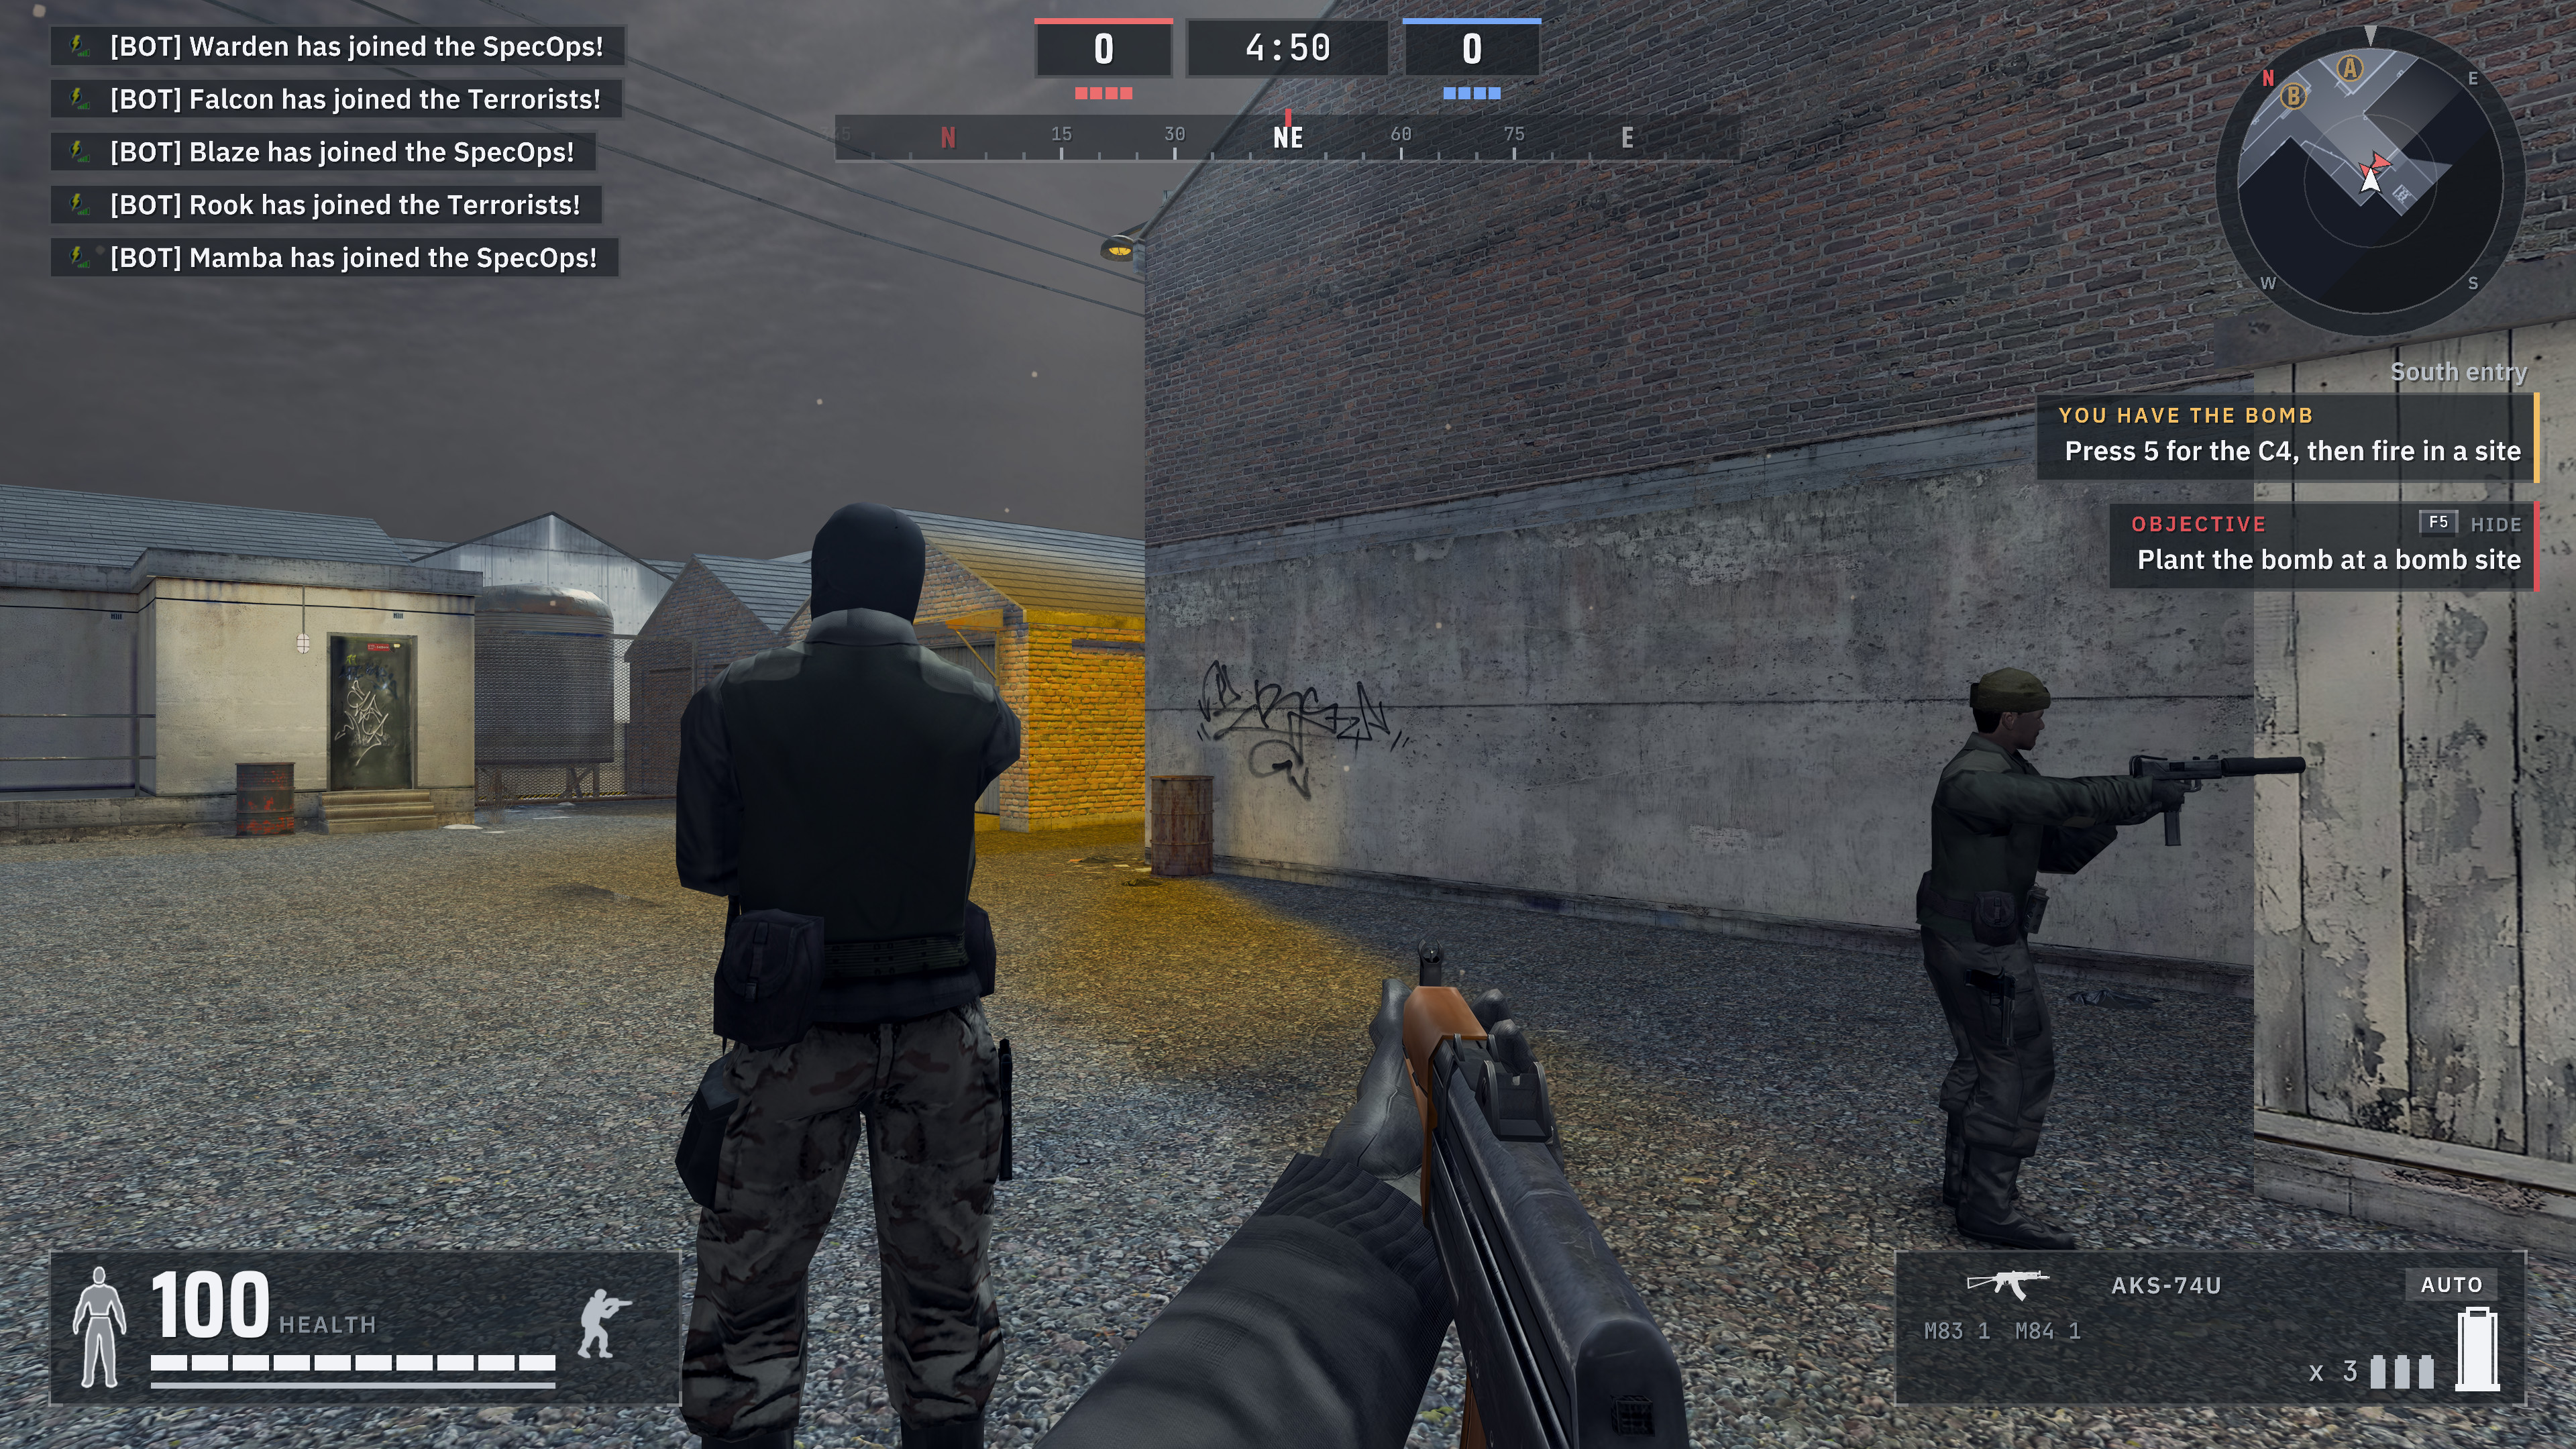 [BOT] Warden has joined the SpecOps!
[BOT] Falcon has joined the Terrorists!
[BOT] Blaze has joined the SpecOps!
[BOT] Rook has joined the Terrorists!
[BOT] Mamba has joined the SpecOps!
0 4:50 0
N 15 30 NE 60 75 E
N A B E W S
South entry
YOU HAVE THE BOMB
Press 5 for the C4, then fire in a site
OBJECTIVE F5 HIDE
Plant the bomb at a bomb site
100 HEALTH
AKS-74U AUTO
M83 1 M84 1
x 3